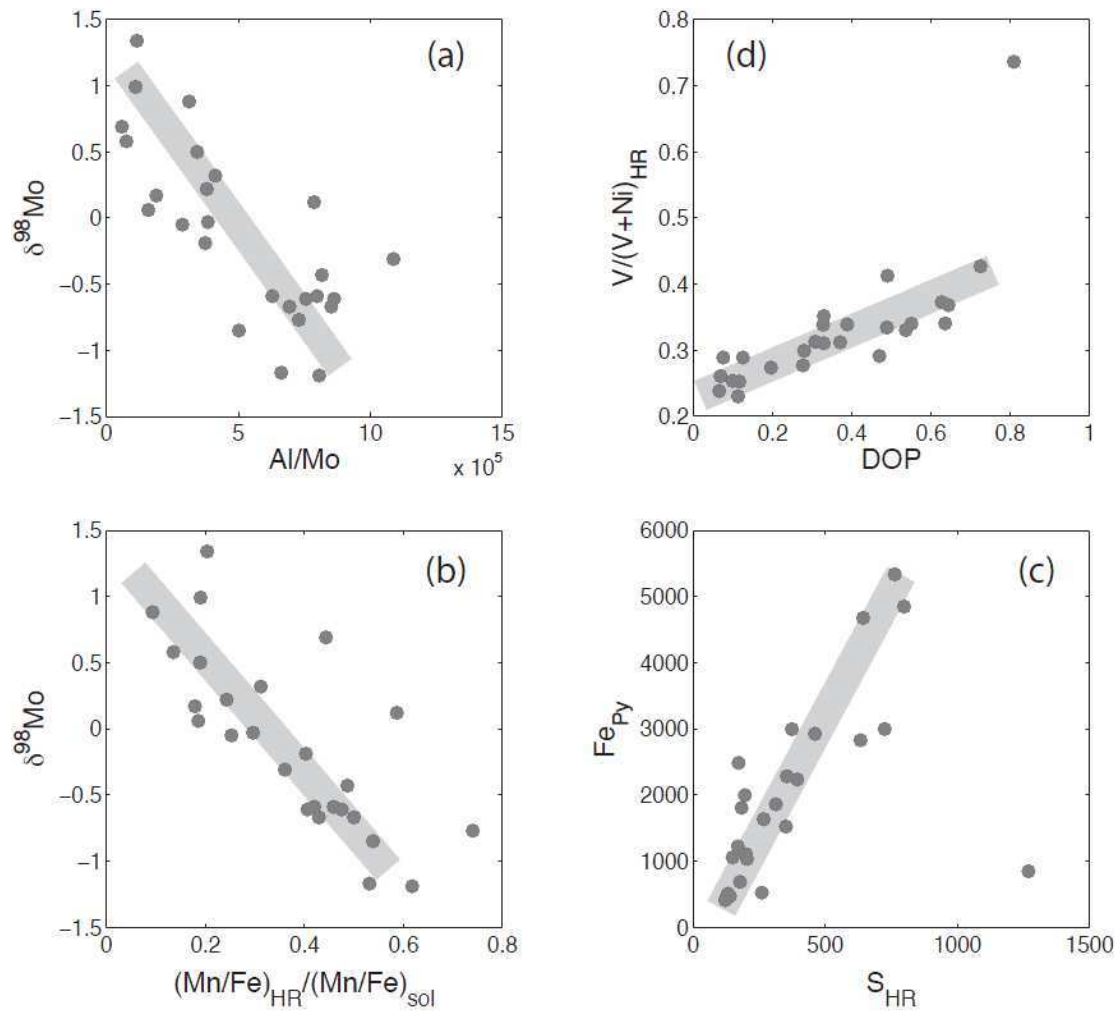 (a)
1.5
1
0.5
0
−0.5
−1
−1.5
δ98Mo
0 5 10 15
Al/Mo
x 10^5
(d)
0.8
0.7
0.6
0.5
0.4
0.3
0.2
V/(V+Ni)HR
0 0.2 0.4 0.6 0.8 1
DOP
(b)
1.5
1
0.5
0
−0.5
−1
−1.5
δ98Mo
0 0.2 0.4 0.6 0.8
(Mn/Fe)HR/(Mn/Fe)sol
(c)
6000
5000
4000
3000
2000
1000
0
FePy
0 500 1000 1500
SHR